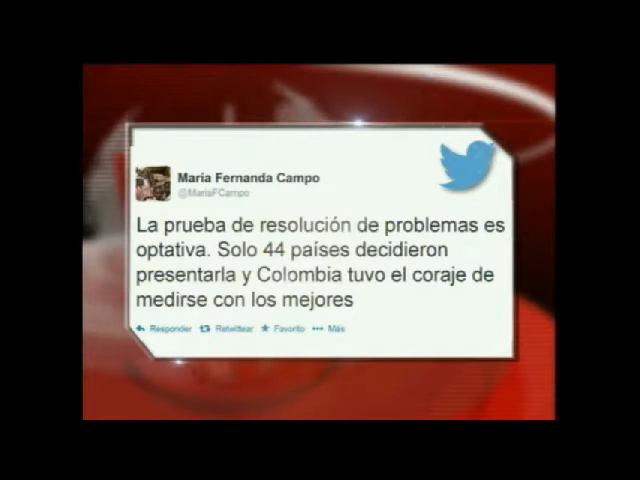 María Fernanda Campo
@MariaFCampo
La prueba de resolución de problemas es
optativa. Solo 44 países decidieron
presentarla y Colombia tuvo el coraje de
medirse con los mejores
Responder Retwittear Favorito ••• Más